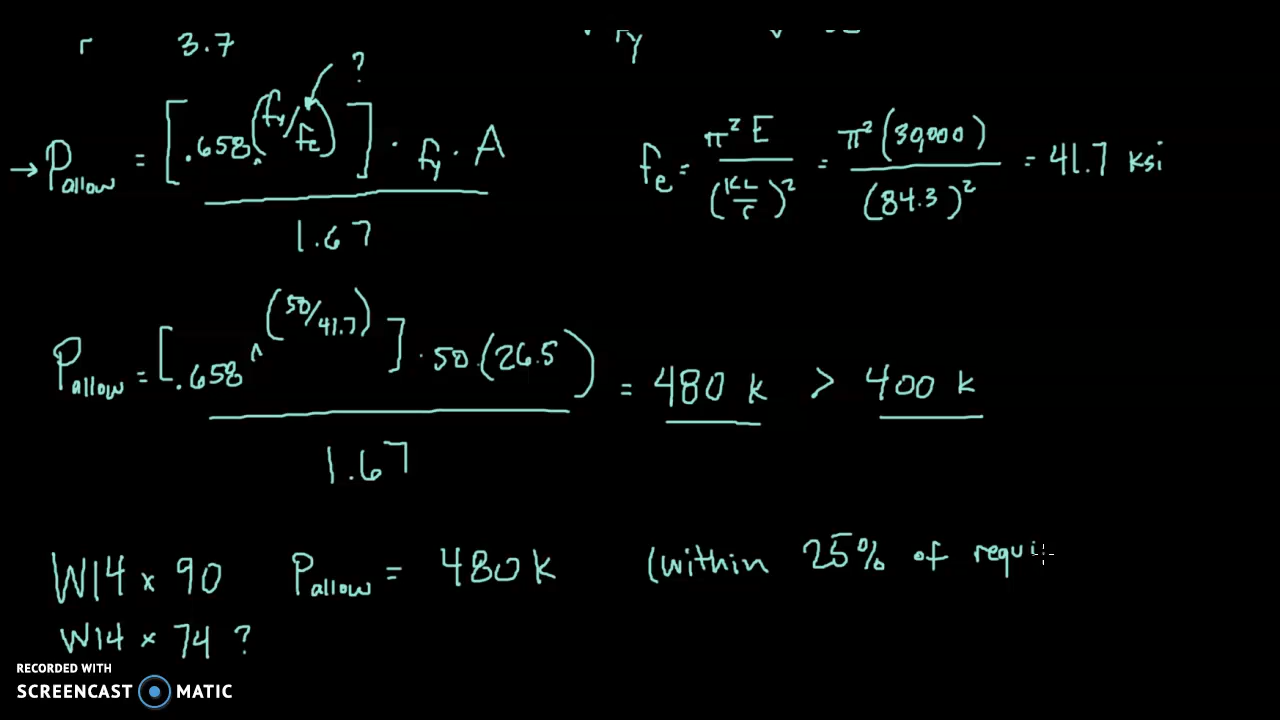 r 3.7
fy
?
→ Pallow = [.658^(fy/fe)] · fy · A
1.67
fe = π² E / (KL/r)² = π² (30,000) / (84.3)² = 41.7 ksi
Pallow = [.658^(50/41.7)] · 50 · (26.5) = 480 k > 400 k
1.67
W14 × 90 Pallow = 480 k (within 25% of requi
W14 × 74 ?
RECORDED WITH
SCREENCAST MATIC